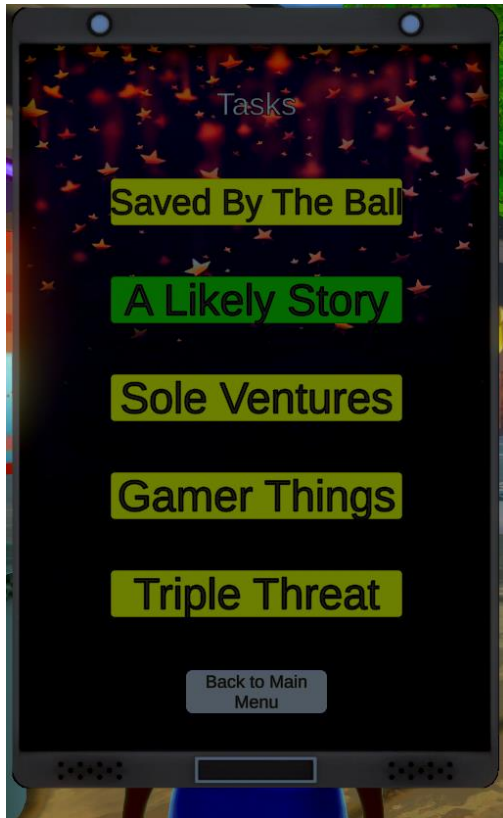 Tasks
Saved By The Ball
A Likely Story
Sole Ventures
Gamer Things
Triple Threat
Back to Main
Menu